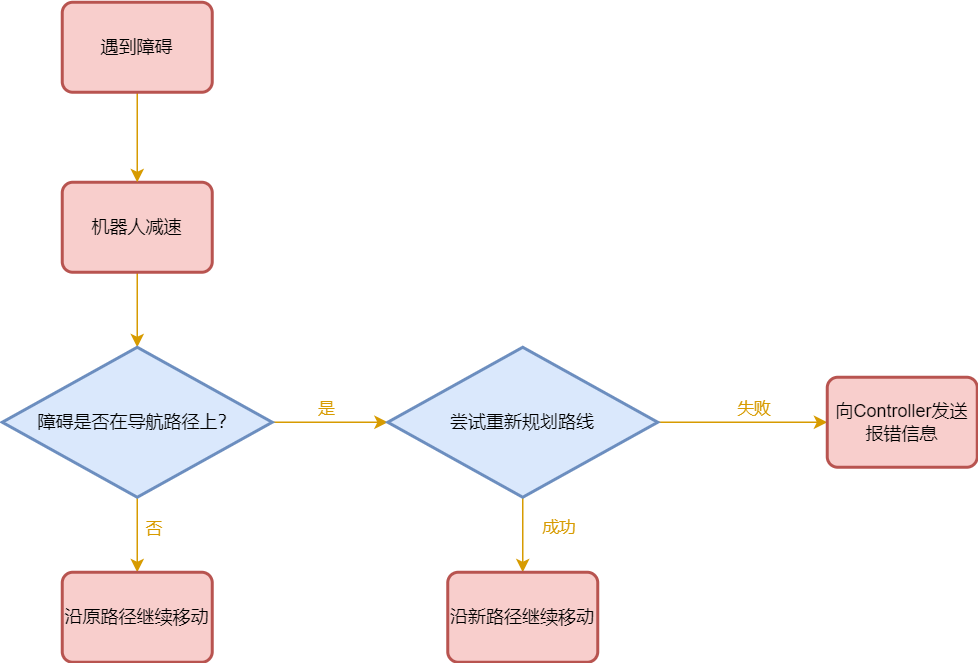 遇到障碍
机器人减速
障碍是否在导航路径上？
是
尝试重新规划路线
失败
向Controller发送
报错信息
否
成功
沿原路径继续移动
沿新路径继续移动